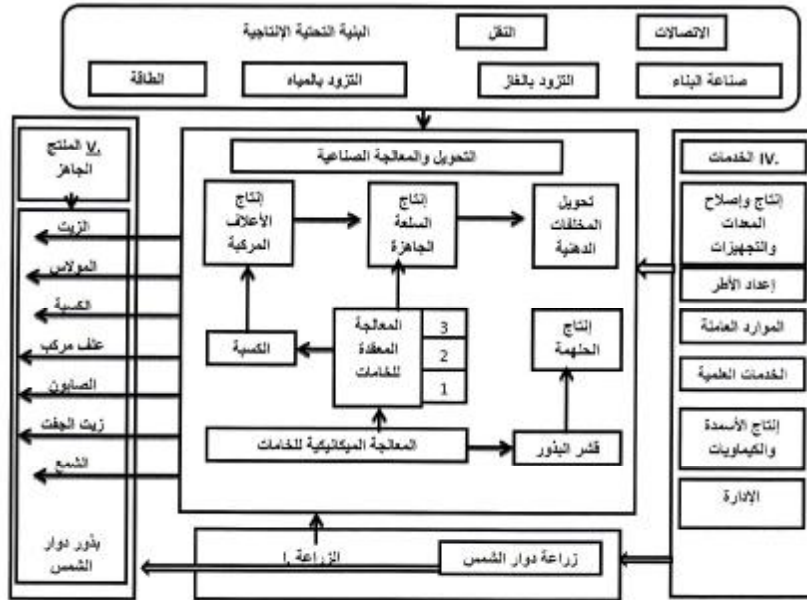 البنية التحتية الإنتاجية
النقل
الاتصالات
الطاقة
التزود بالمياه
التزود بالغاز
صناعة البناء
V. المنتج
الجاهز
الزيت
المولاس
الكسبة
علف مركب
الصابون
زيت الجفت
الشمع
بذور دوار
الشمس
التحويل والمعالجة الصناعية
إنتاج
الأعلاف
المركبة
إنتاج
السلعة
الجاهزة
تحويل
المخلفات
الدهنية
الكسبة
المعالجة
المعقدة
للخامات
3
2
1
إنتاج
الحلهمة
المعالجة الميكانيكية للخامات
قشر البذور
IV. الخدمات
إنتاج وإصلاح
المعدات
والتجهيزات
إعداد الأطر
الموارد العاملة
الخدمات العلمية
إنتاج الأسمدة
والكيماويات
الإدارة
I. الزراعة
زراعة دوار الشمس